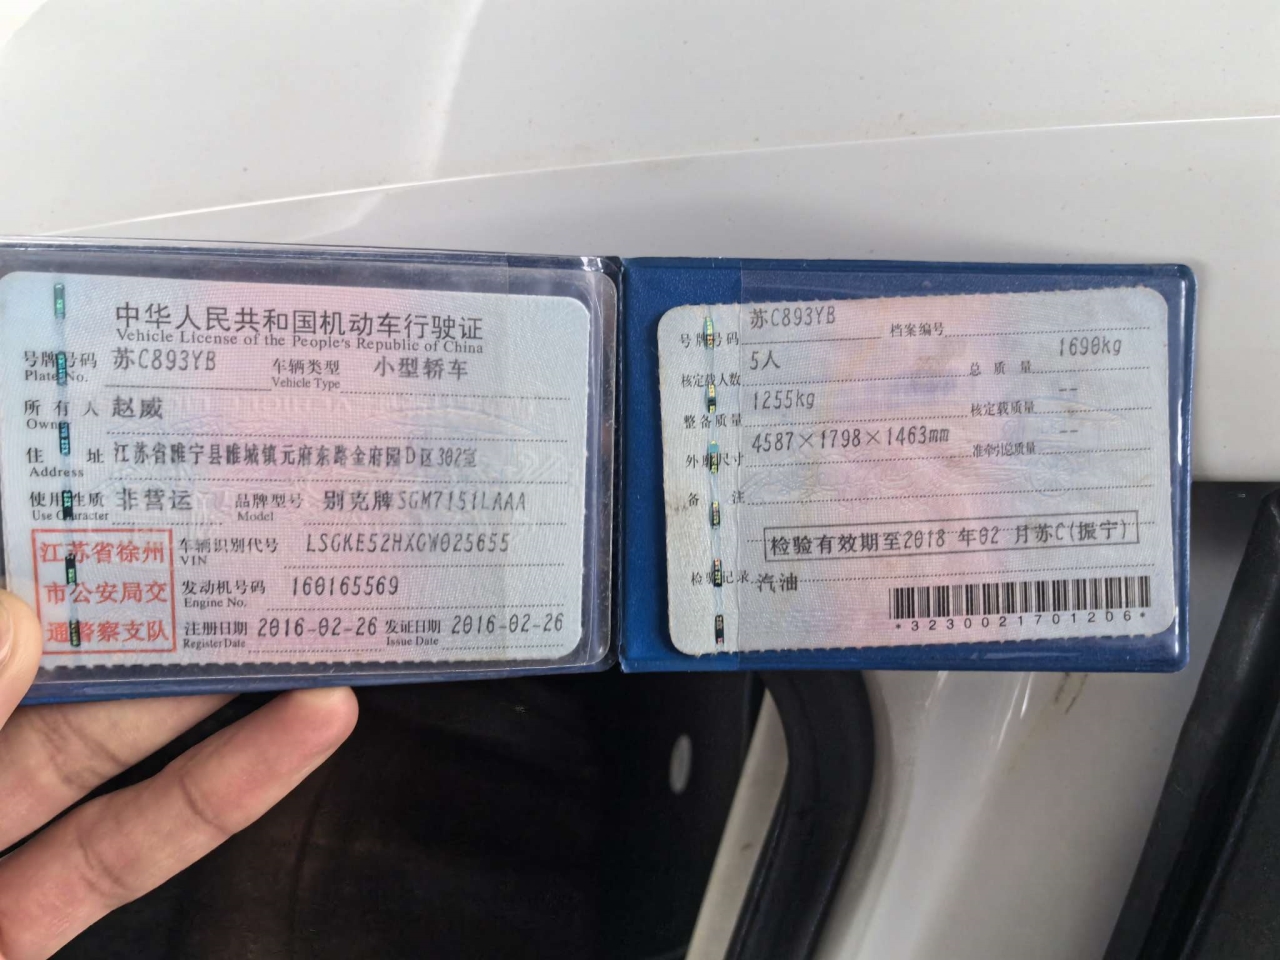 中华人民共和国机动车行驶证
Vehicle License of the People's Republic of China
号牌号码 苏C893YB 车辆类型 小型轿车
Plate No. Vehicle Type
所有人 赵威
Owner
住址 江苏省睢宁县睢城镇元府东路金府园D区302室
Address
使用性质 非营运 品牌型号 别克牌SGM7151LAAA
Use Character Model
江苏省徐州
市公安局交
通警察支队
车辆识别代号 LSGKE52HXGW025655
VIN
发动机号码 160165569
Engine No.
注册日期 2016-02-26 发证日期 2016-02-26
Register Date Issue Date
号牌号码 苏C893YB 档案编号
核定载人数 5人 总质量 1690kg
整备质量 1255kg 核定载质量 --
外廓尺寸 4587×1798×1463mm 准牵引总质量 --
备注
检验有效期至2018年02月苏C(振宁)
检验记录 汽油
*3230021701206*